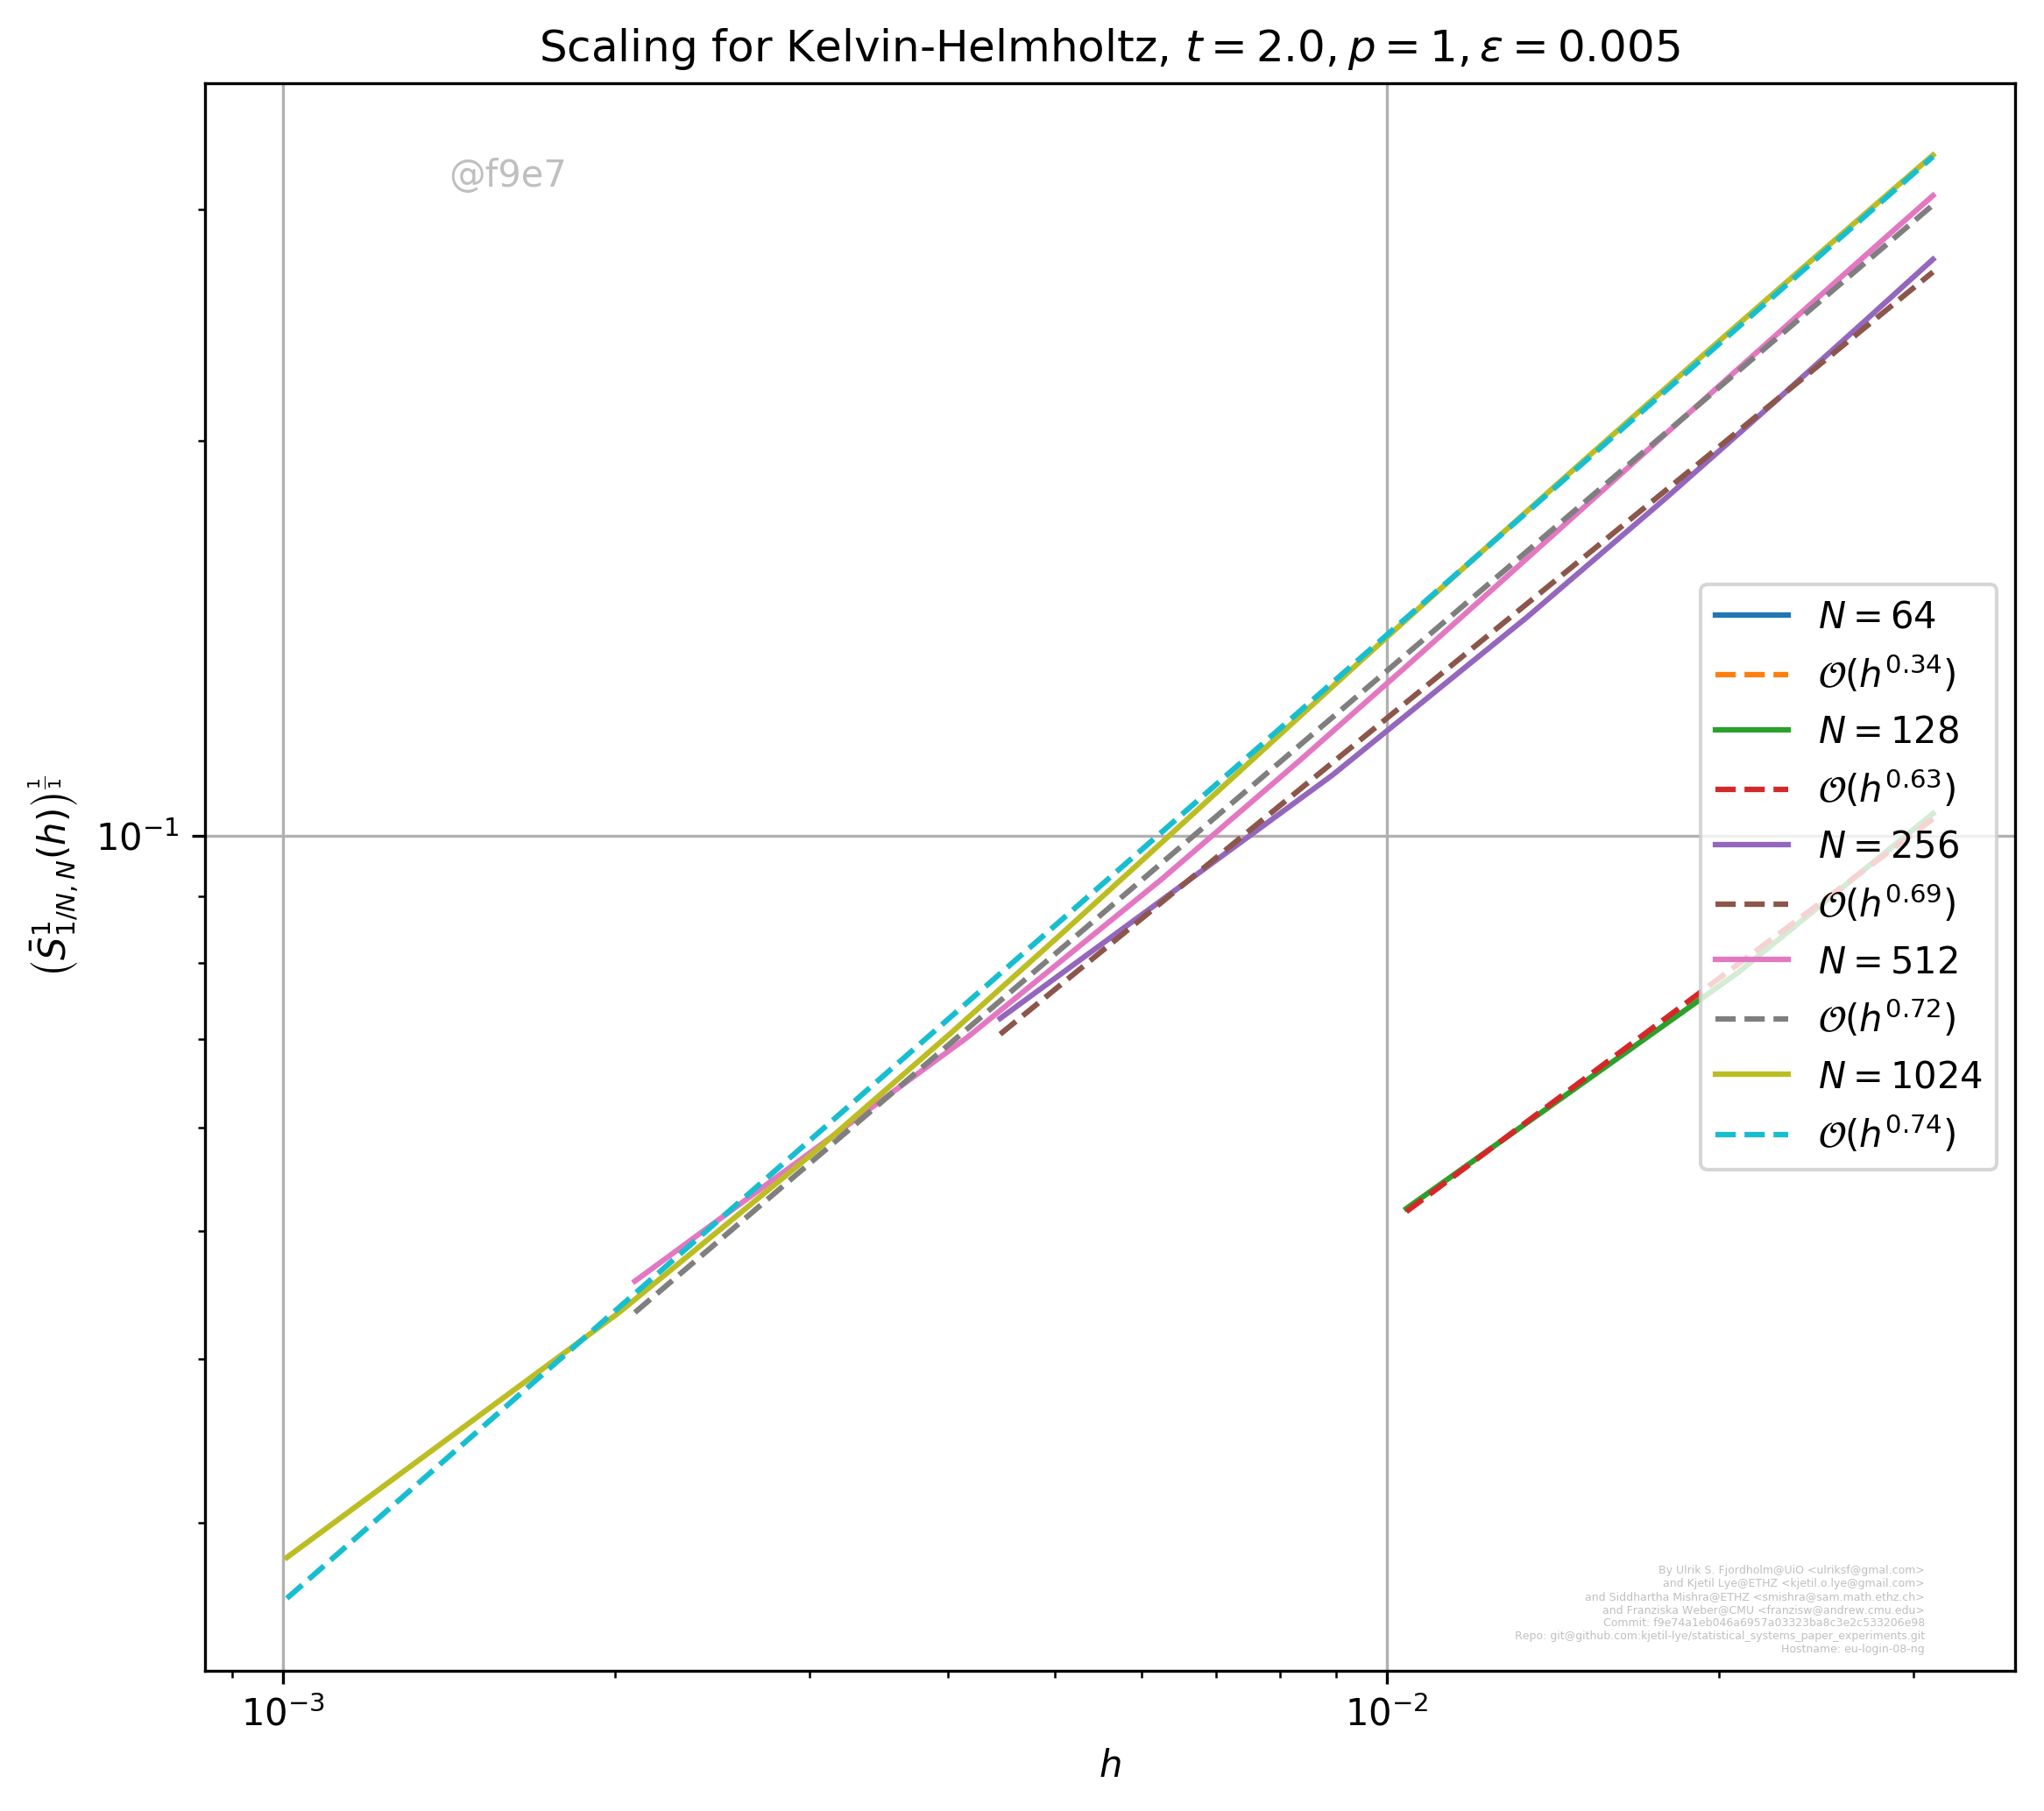 Scaling for Kelvin-Helmholtz, t = 2.0, p = 1, ε = 0.005
@f9e7
(S̄¹₁/N,N(h))^(1/1)
10⁻¹
N = 64
𝒪(h^0.34)
N = 128
𝒪(h^0.63)
N = 256
𝒪(h^0.69)
N = 512
𝒪(h^0.72)
N = 1024
𝒪(h^0.74)
By Ulrik S. Fjordholm@UiO <ulriksf@gmal.com>
and Kjetil Lye@ETHZ <kjetil.o.lye@gmail.com>
and Siddhartha Mishra@ETHZ <smishra@sam.math.ethz.ch>
and Franziska Weber@CMU <franzisw@andrew.cmu.edu>
Commit: f9e74a1eb046a6957a03323ba8c3e2c533206e98
Repo: git@github.com:kjetil-lye/statistical_systems_paper_experiments.git
Hostname: eu-login-08-ng
10⁻³
10⁻²
h